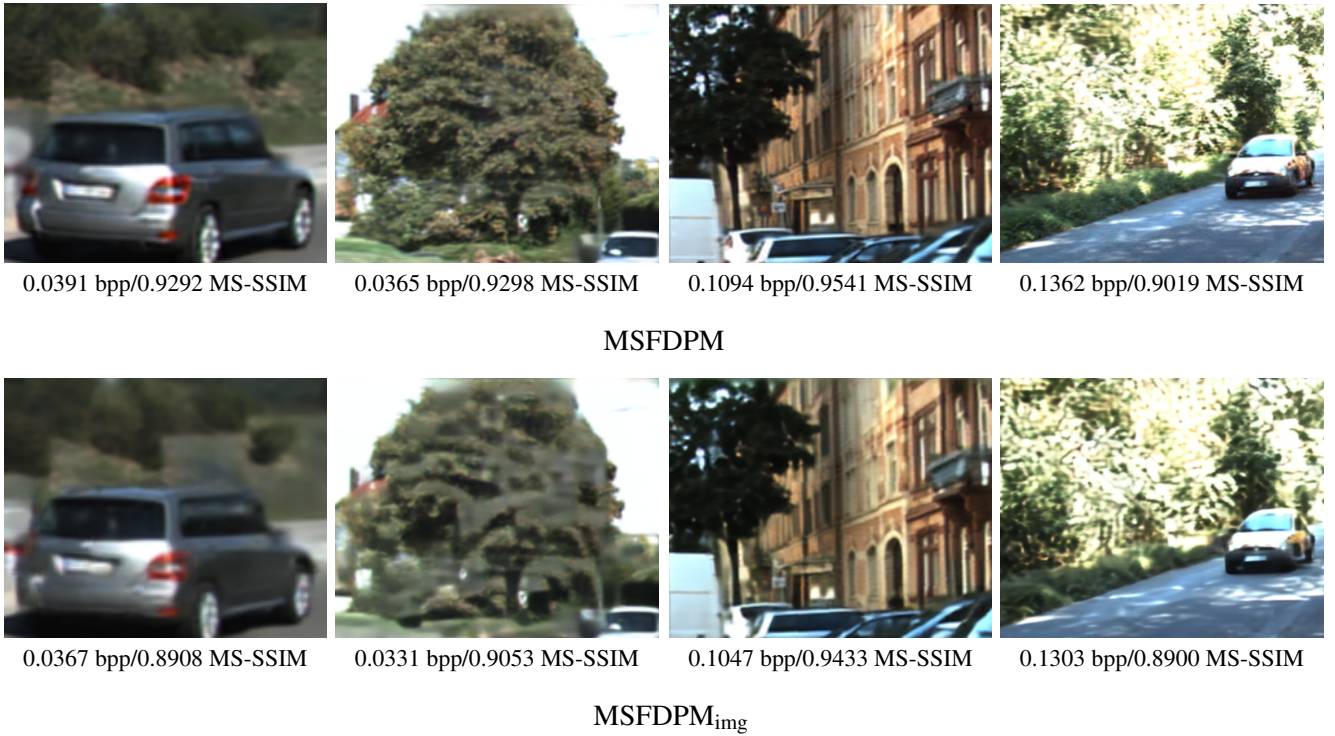 0.0391 bpp/0.9292 MS-SSIM 0.0365 bpp/0.9298 MS-SSIM 0.1094 bpp/0.9541 MS-SSIM 0.1362 bpp/0.9019 MS-SSIM
MSFDPM
0.0367 bpp/0.8908 MS-SSIM 0.0331 bpp/0.9053 MS-SSIM 0.1047 bpp/0.9433 MS-SSIM 0.1303 bpp/0.8900 MS-SSIM
MSFDPMimg